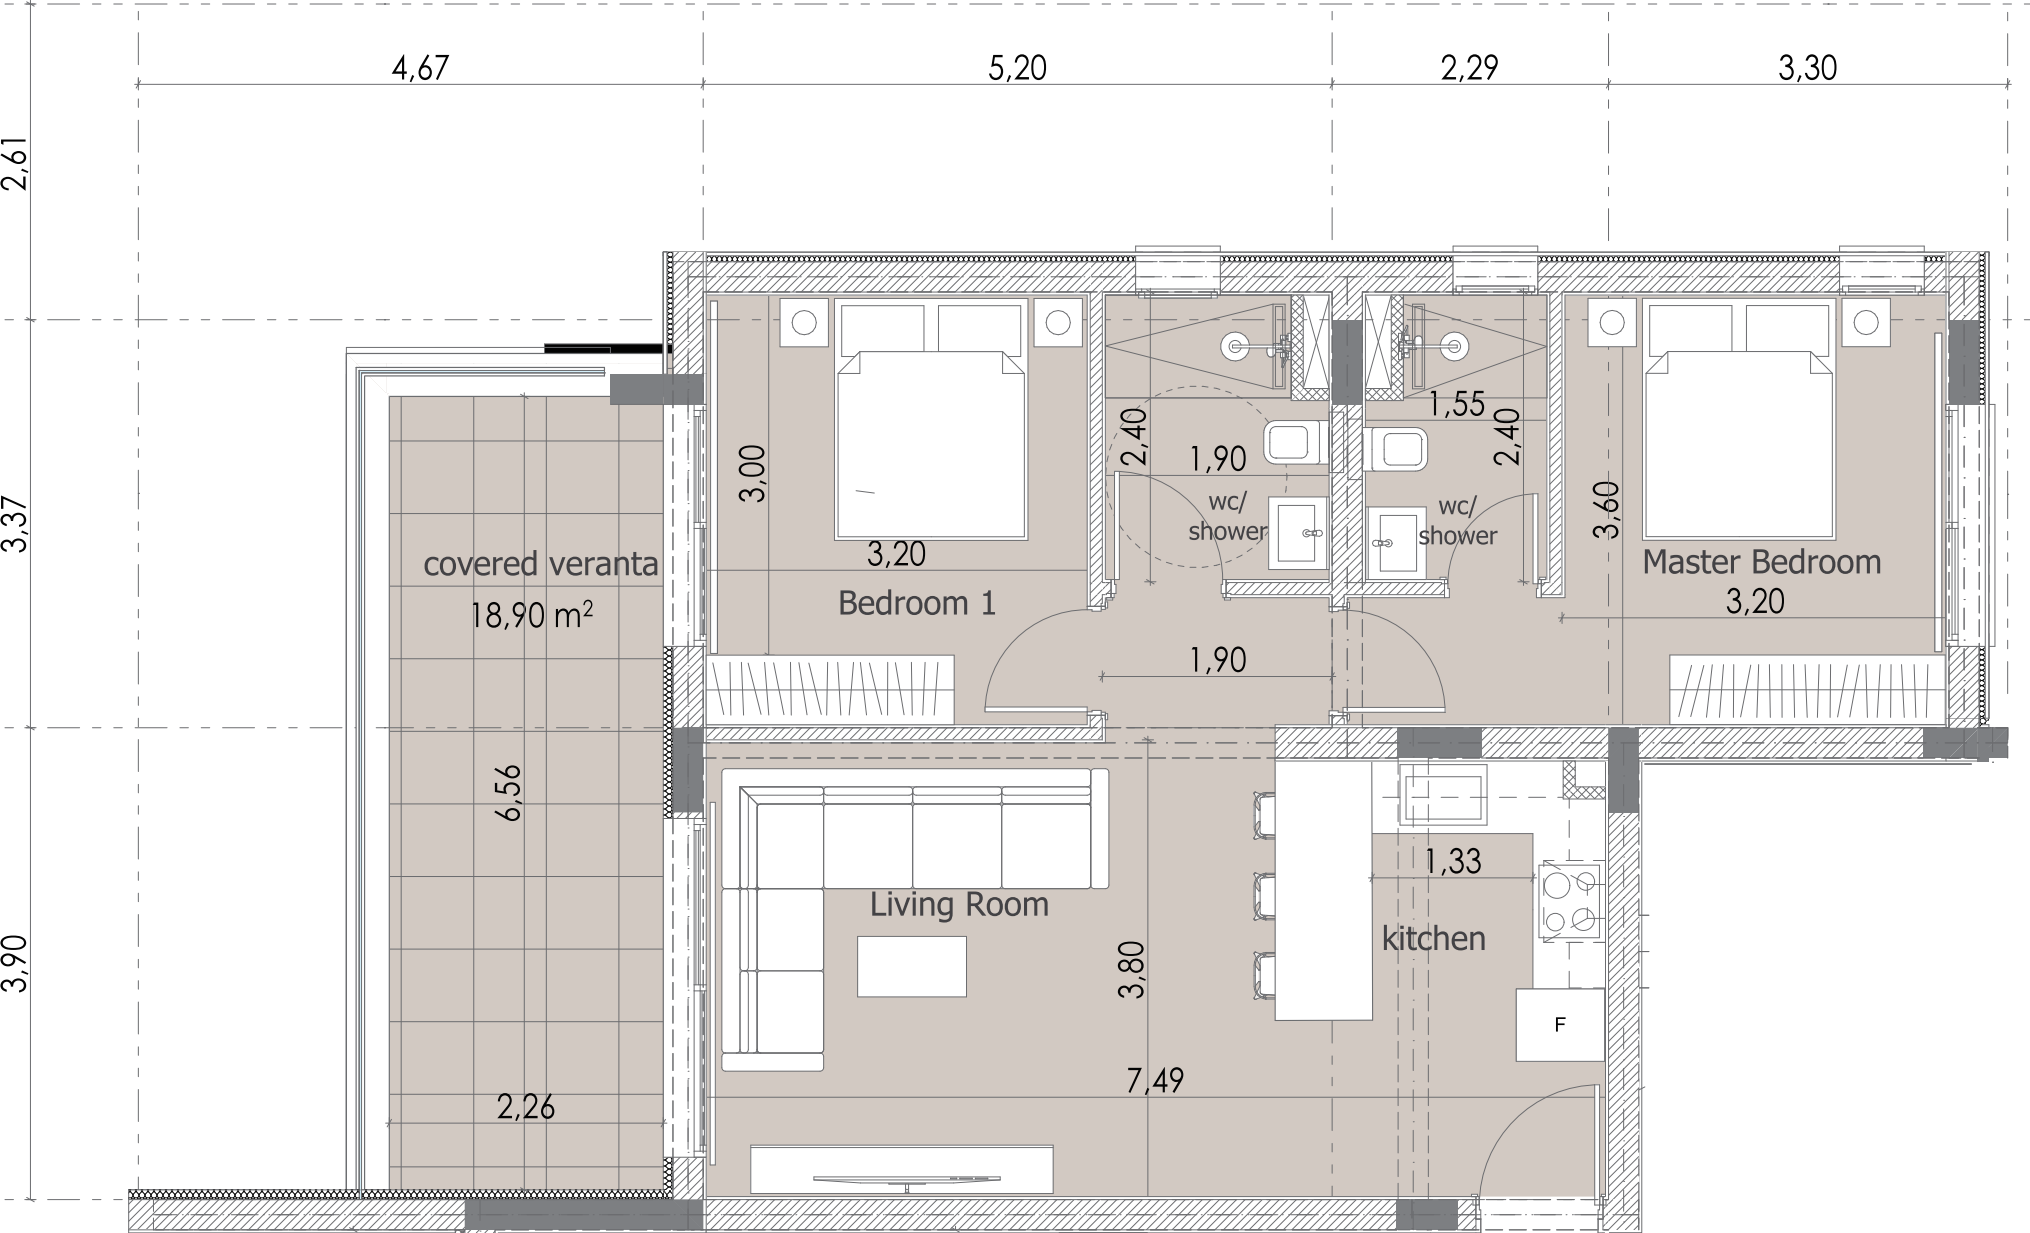 4,67
5,20
2,29
3,30
2,61
3,37
3,90
covered veranta
18,90 m²
6,56
2,26
3,00
3,20
Bedroom 1
2,40
1,90
wc/
shower
1,90
1,55
2,40
wc/
shower
3,60
Master Bedroom
3,20
Living Room
3,80
7,49
1,33
kitchen
F